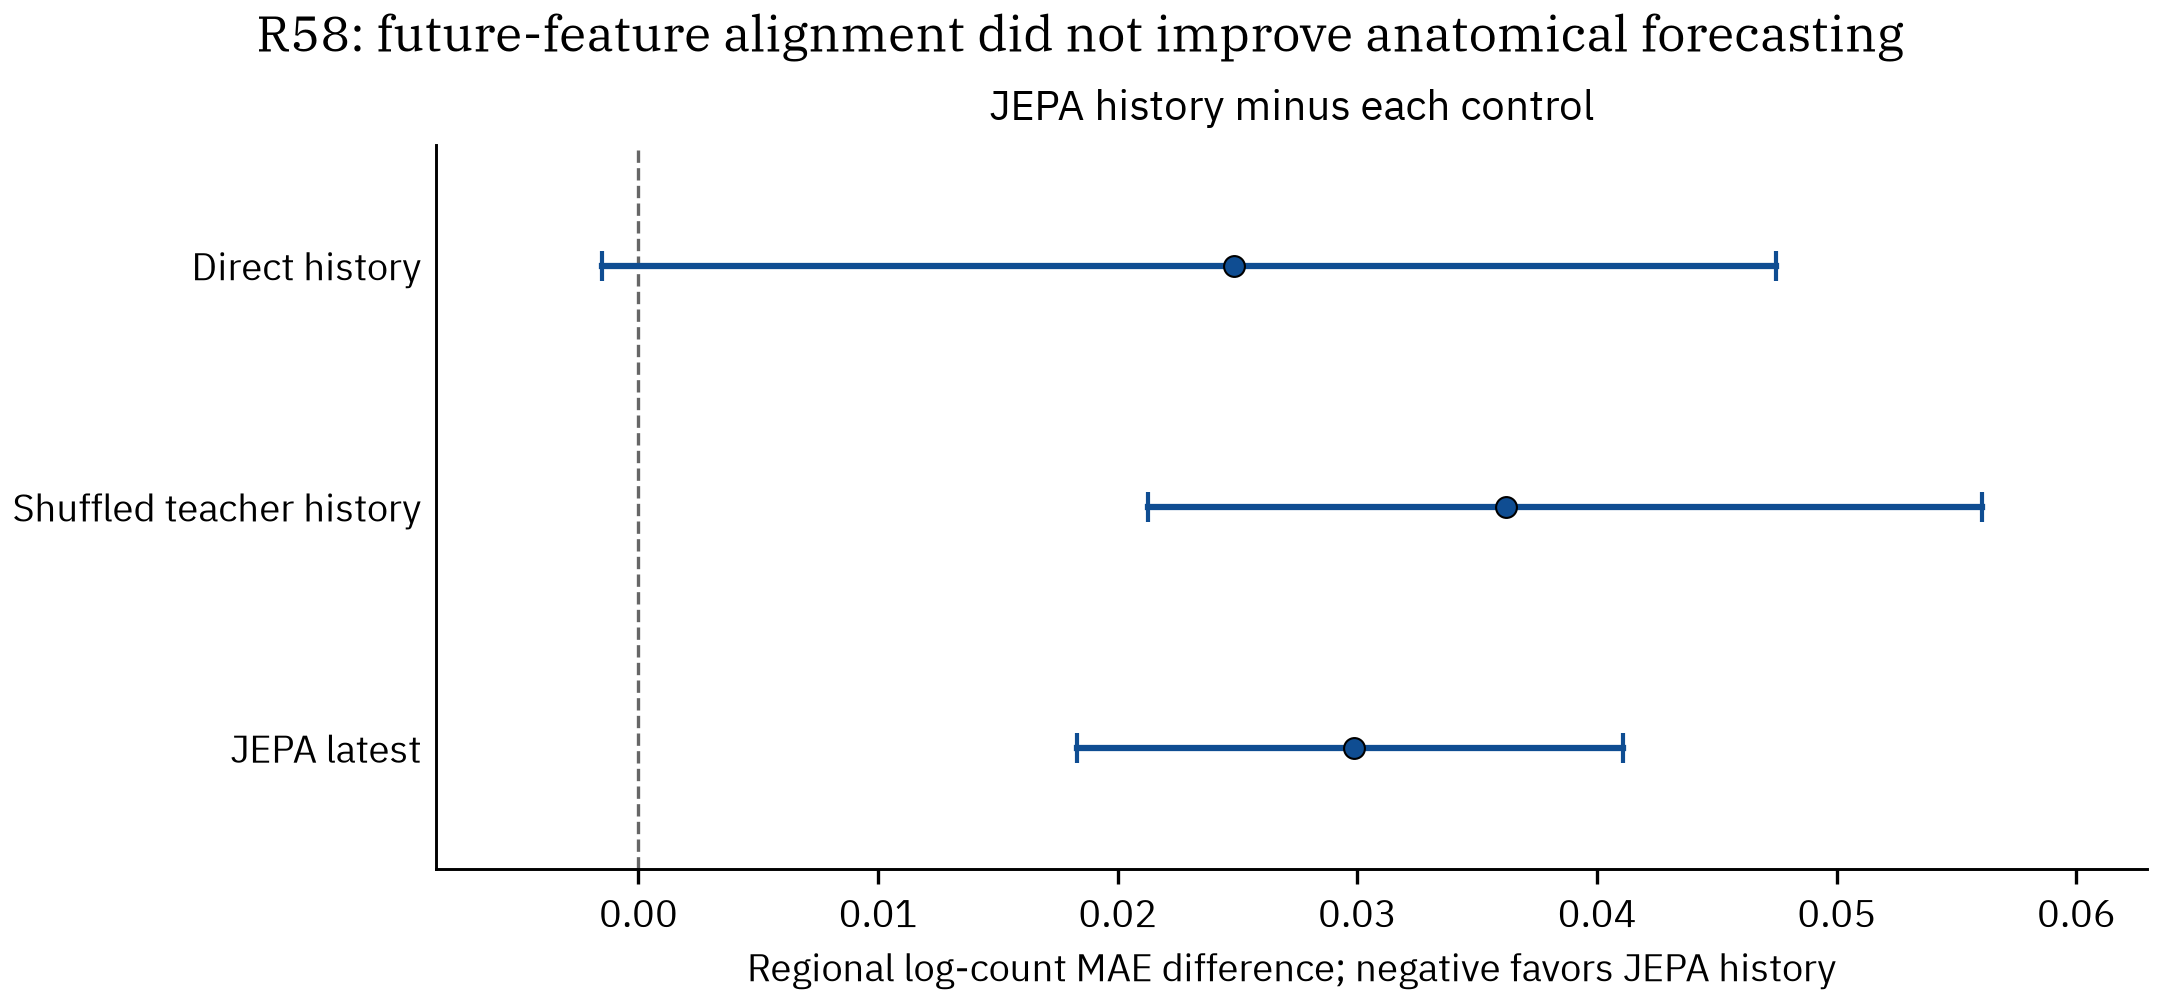 R58: future-feature alignment did not improve anatomical forecasting
JEPA history minus each control
Direct history
Shuffled teacher history
JEPA latest
0.00 0.01 0.02 0.03 0.04 0.05 0.06
Regional log-count MAE difference; negative favors JEPA history